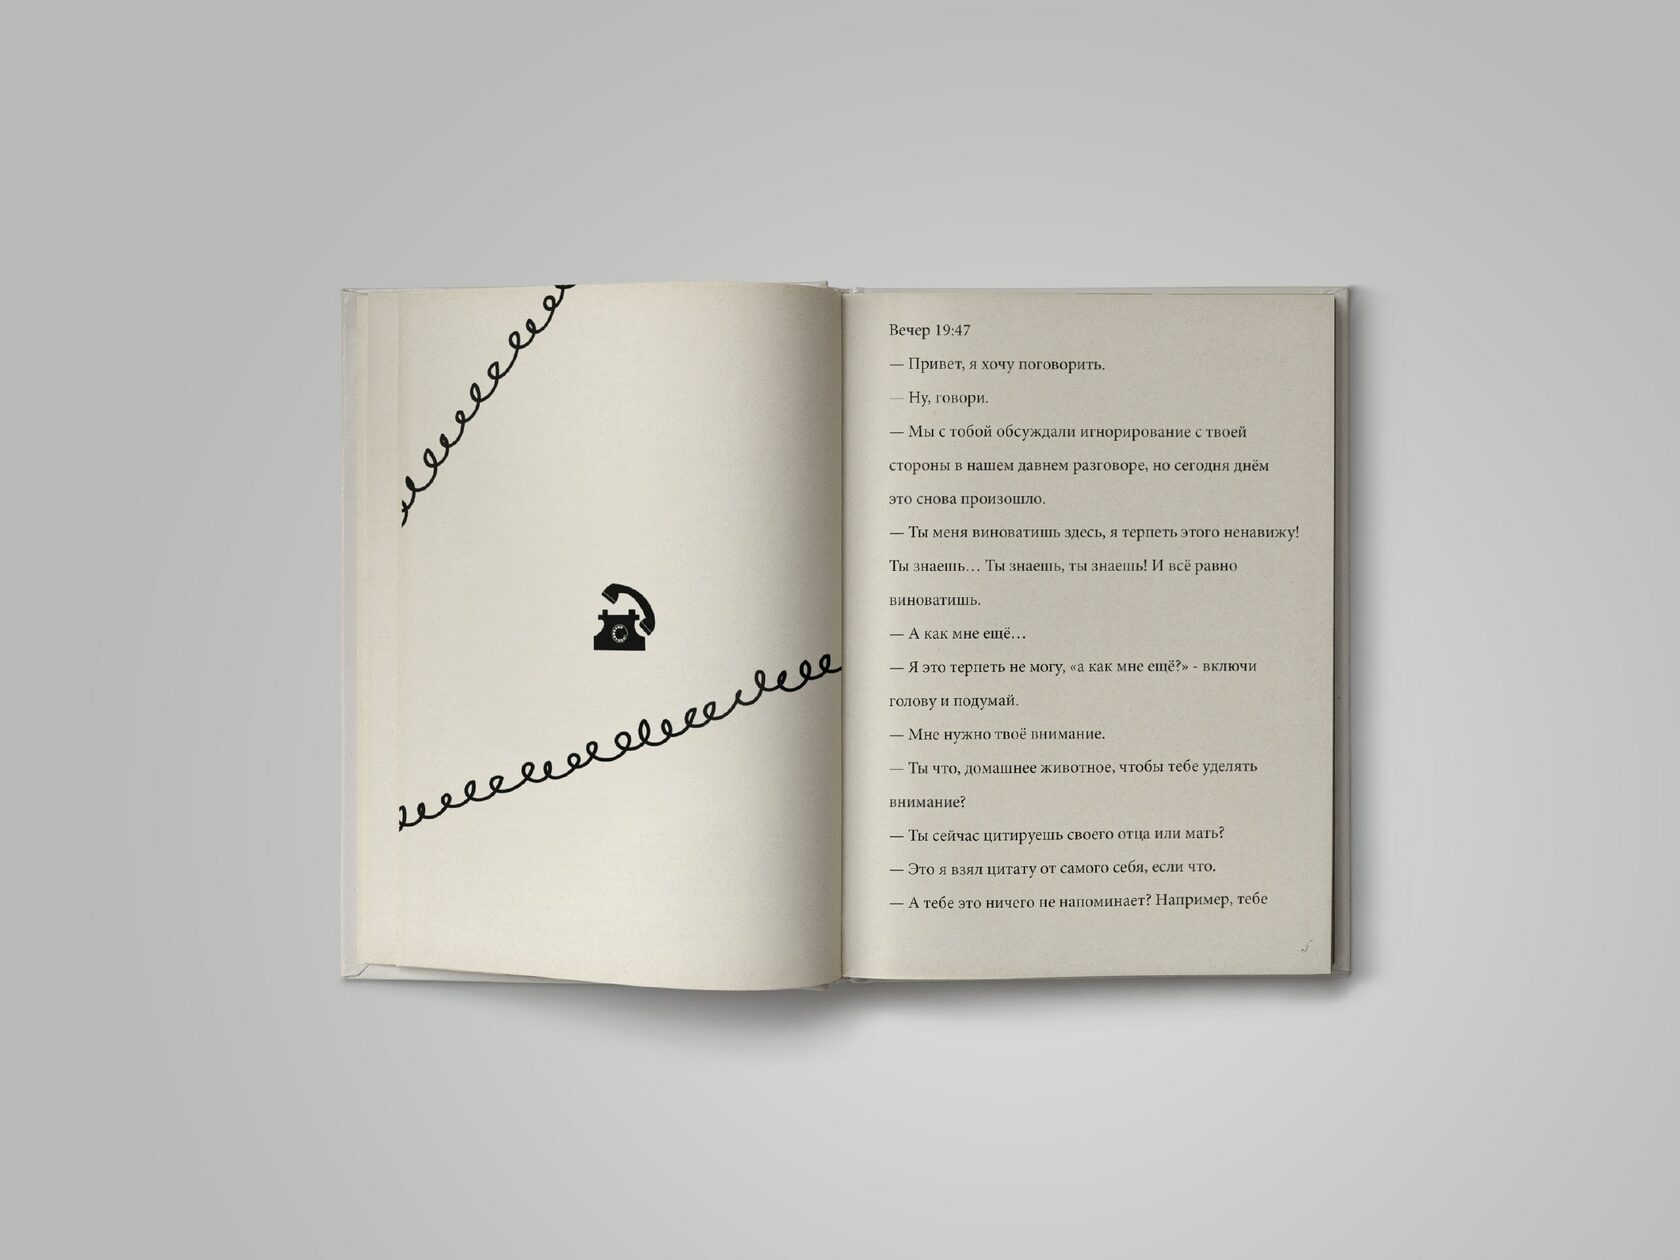 Вечер 19:47
— Привет, я хочу поговорить.
— Ну, говори.
— Мы с тобой обсуждали игнорирование с твоей
стороны в нашем давнем разговоре, но сегодня днём
это снова произошло.
— Ты меня виноватишь здесь, я терпеть этого ненавижу!
Ты знаешь… Ты знаешь, ты знаешь! И всё равно
виноватишь.
— А как мне ещё…
— Я это терпеть не могу, «а как мне ещё?» - включи
голову и подумай.
— Мне нужно твоё внимание.
— Ты что, домашнее животное, чтобы тебе уделять
внимание?
— Ты сейчас цитируешь своего отца или мать?
— Это я взял цитату от самого себя, если что.
— А тебе это ничего не напоминает? Например, тебе
5